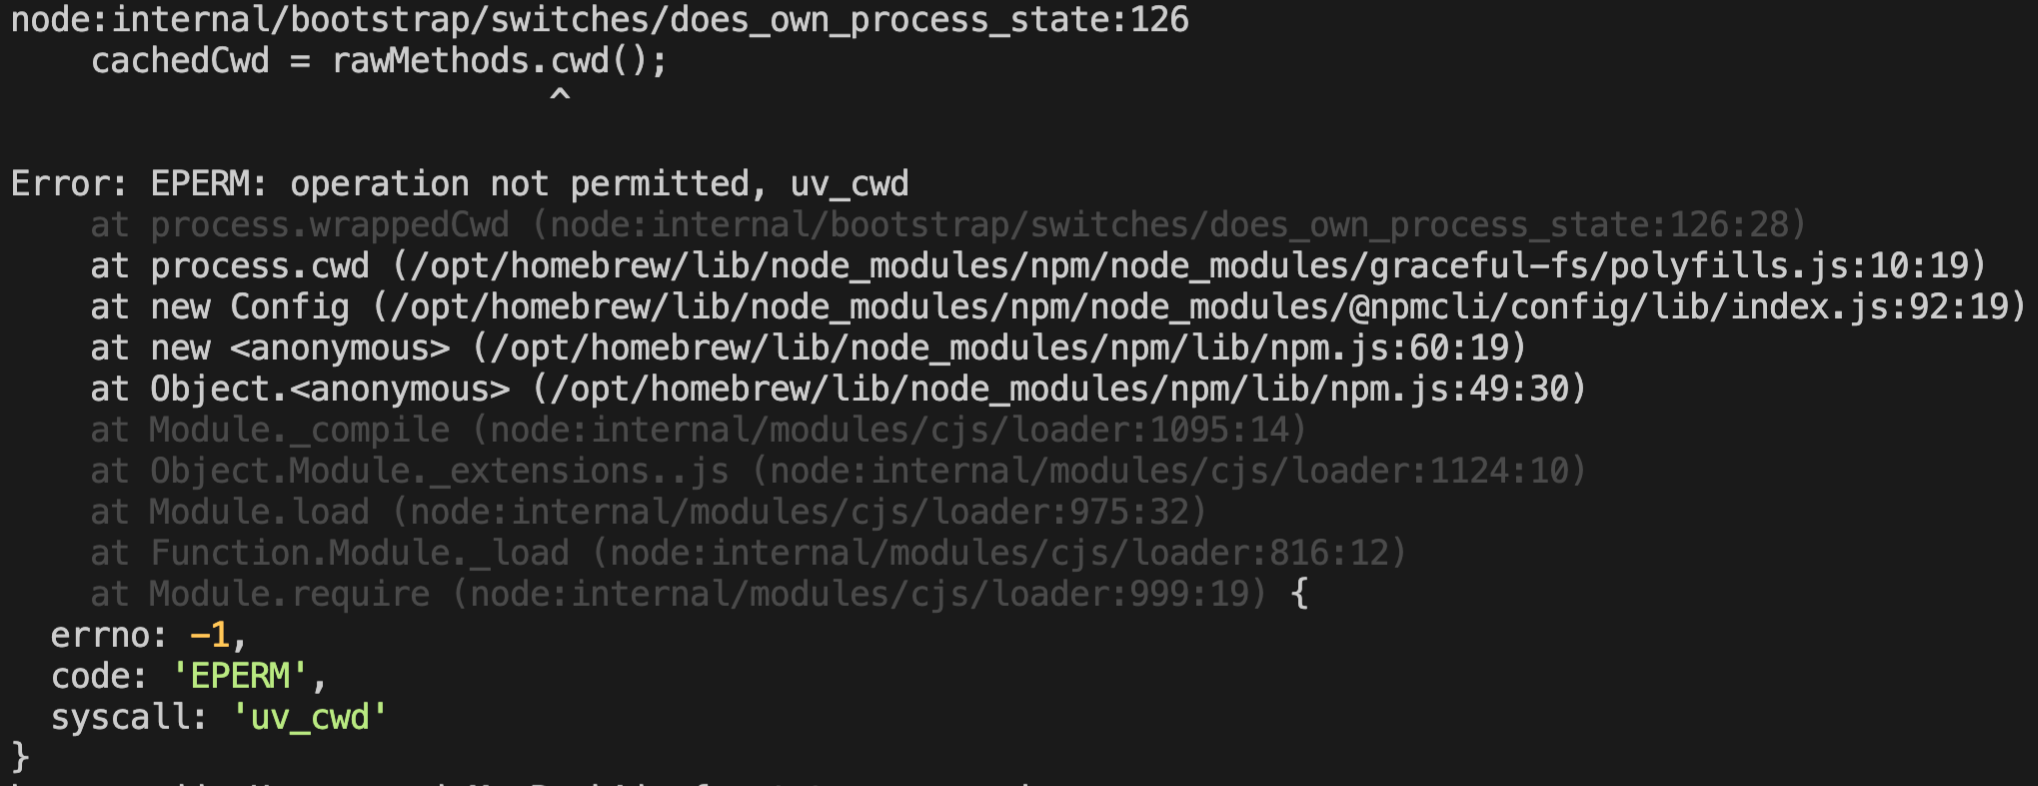 node:internal/bootstrap/switches/does_own_process_state:126
    cachedCwd = rawMethods.cwd();
                           ^

Error: EPERM: operation not permitted, uv_cwd
    at process.wrappedCwd (node:internal/bootstrap/switches/does_own_process_state:126:28)
    at process.cwd (/opt/homebrew/lib/node_modules/npm/node_modules/graceful-fs/polyfills.js:10:19)
    at new Config (/opt/homebrew/lib/node_modules/npm/node_modules/@npmcli/config/lib/index.js:92:19)
    at new <anonymous> (/opt/homebrew/lib/node_modules/npm/lib/npm.js:60:19)
    at Object.<anonymous> (/opt/homebrew/lib/node_modules/npm/lib/npm.js:49:30)
    at Module._compile (node:internal/modules/cjs/loader:1095:14)
    at Object.Module._extensions..js (node:internal/modules/cjs/loader:1124:10)
    at Module.load (node:internal/modules/cjs/loader:975:32)
    at Function.Module._load (node:internal/modules/cjs/loader:816:12)
    at Module.require (node:internal/modules/cjs/loader:999:19) {
  errno: -1,
  code: 'EPERM',
  syscall: 'uv_cwd'
}